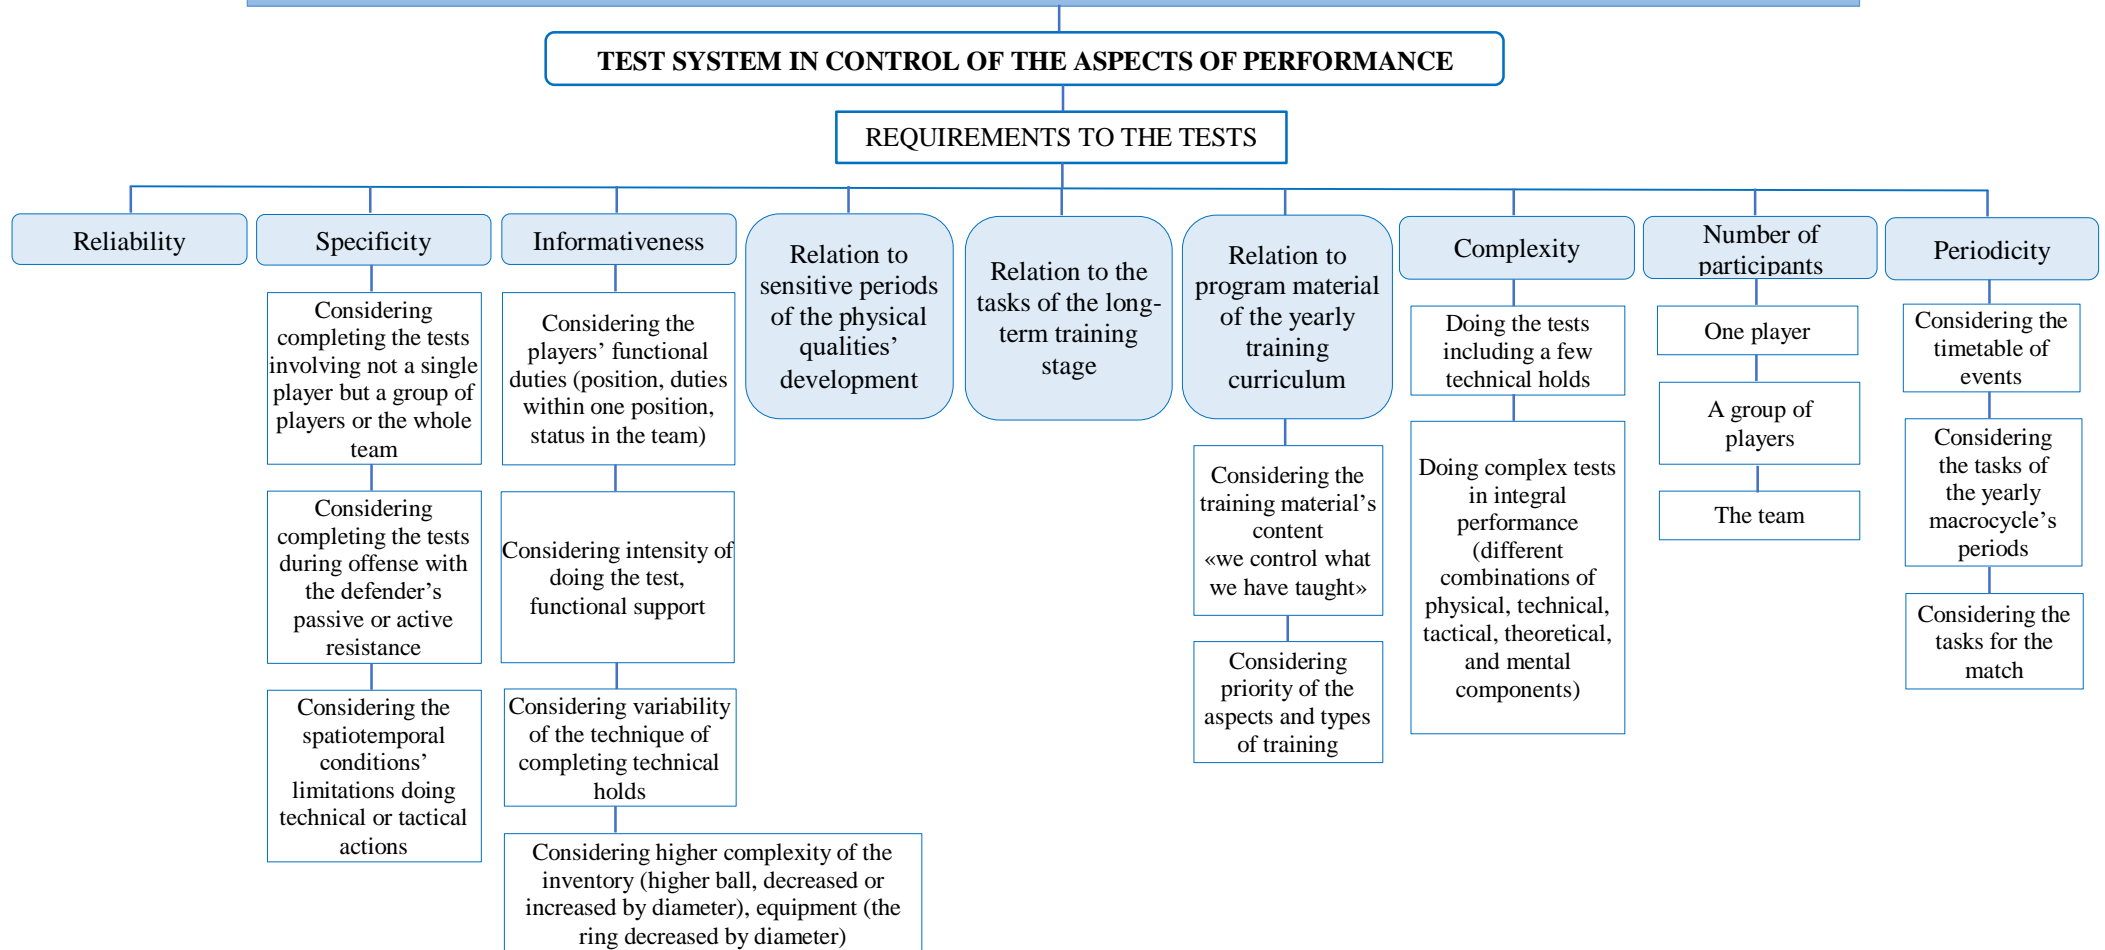 TEST SYSTEM IN CONTROL OF THE ASPECTS OF PERFORMANCE
REQUIREMENTS TO THE TESTS
Reliability
Specificity
Considering
completing the tests
involving not a single
player but a group of
players or the whole
team
Considering
completing the tests
during offense with
the defender’s
passive or active
resistance
Considering the
spatiotemporal
conditions’
limitations doing
technical or tactical
actions
Informativeness
Considering the
players’ functional
duties (position, duties
within one position,
status in the team)
Considering intensity of
doing the test,
functional support
Considering variability
of the technique of
completing technical
holds
Considering higher complexity of the
inventory (higher ball, decreased or
increased by diameter), equipment (the
ring decreased by diameter)
Relation to
sensitive periods
of the physical
qualities’
development
Relation to the
tasks of the long-
term training
stage
Relation to
program material
of the yearly
training
curriculum
Considering the
training material’s
content
«we control what
we have taught»
Considering
priority of the
aspects and types
of training
Complexity
Doing the tests
including a few
technical holds
Doing complex tests
in integral
performance
(different
combinations of
physical, technical,
tactical, theoretical,
and mental
components)
Number of
participants
One player
A group of
players
The team
Periodicity
Considering the
timetable of
events
Considering
the tasks of
the yearly
macrocycle’s
periods
Considering the
tasks for the
match